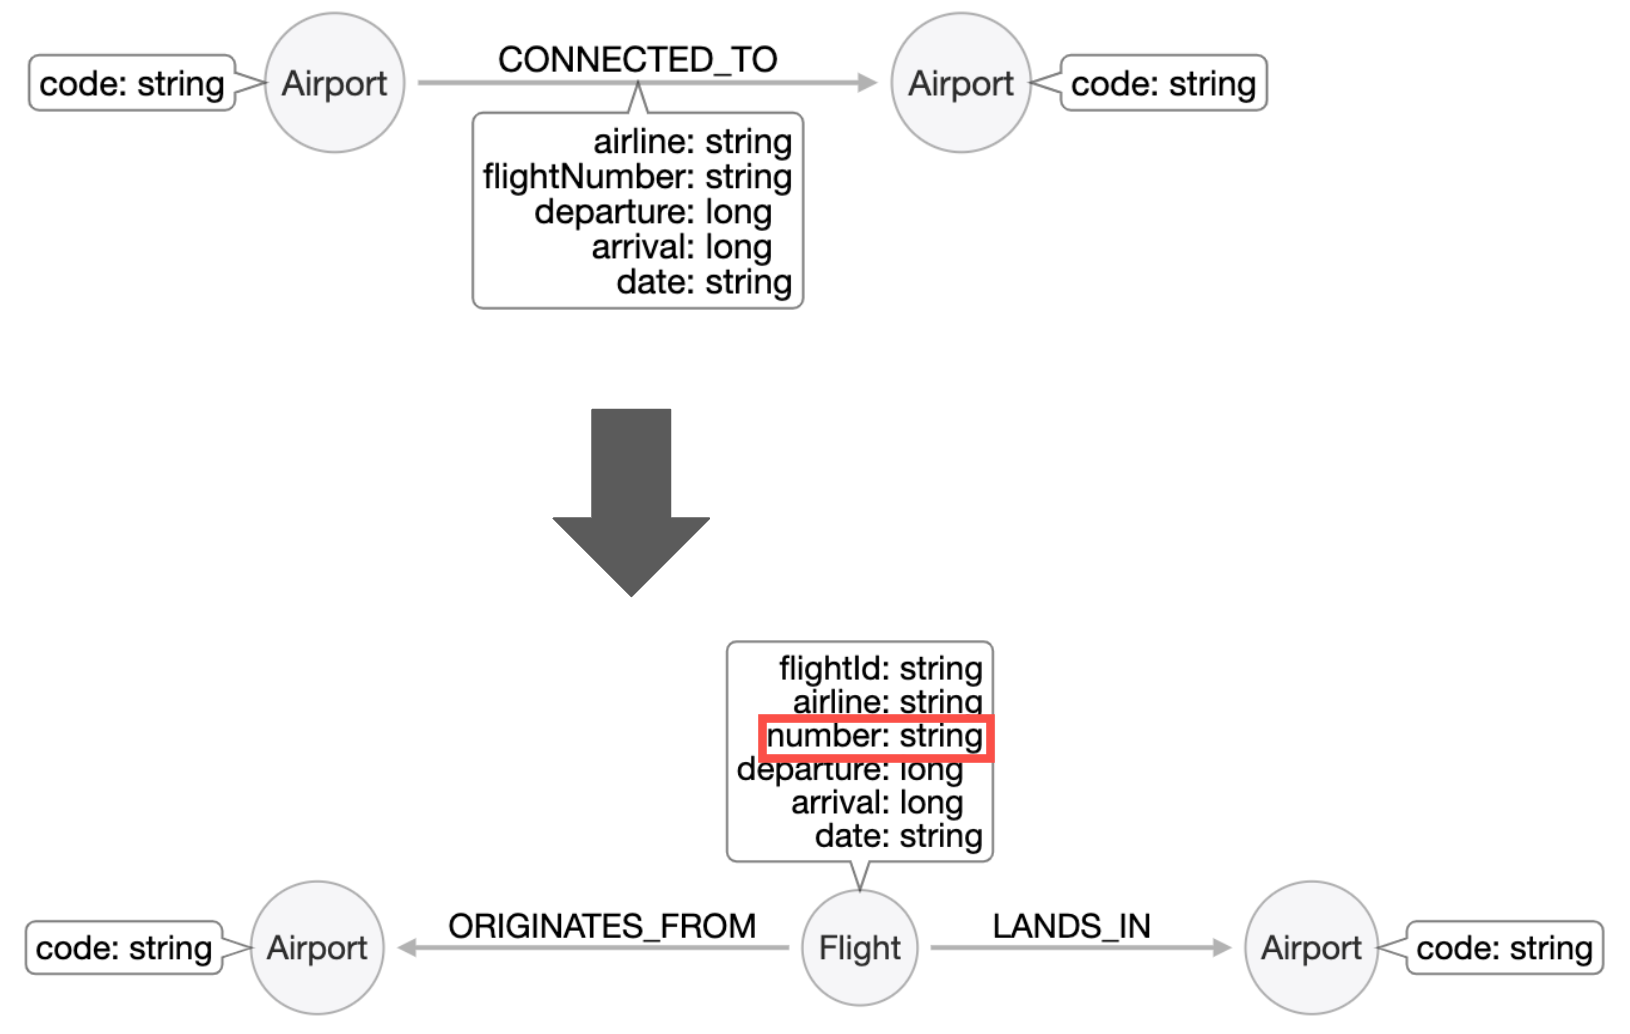 code: string
Airport
CONNECTED_TO
Airport
code: string
airline: string
flightNumber: string
departure: long
arrival: long
date: string
flightId: string
airline: string
number: string
departure: long
arrival: long
date: string
code: string
Airport
ORIGINATES_FROM
Flight
LANDS_IN
Airport
code: string